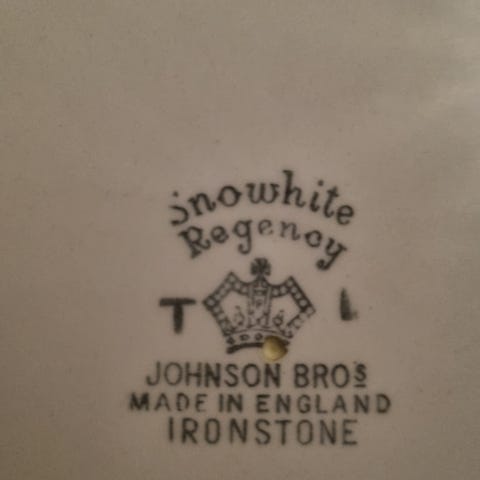 Snowhite
Regency
T L
JOHNSON BROS
MADE IN ENGLAND
IRONSTONE